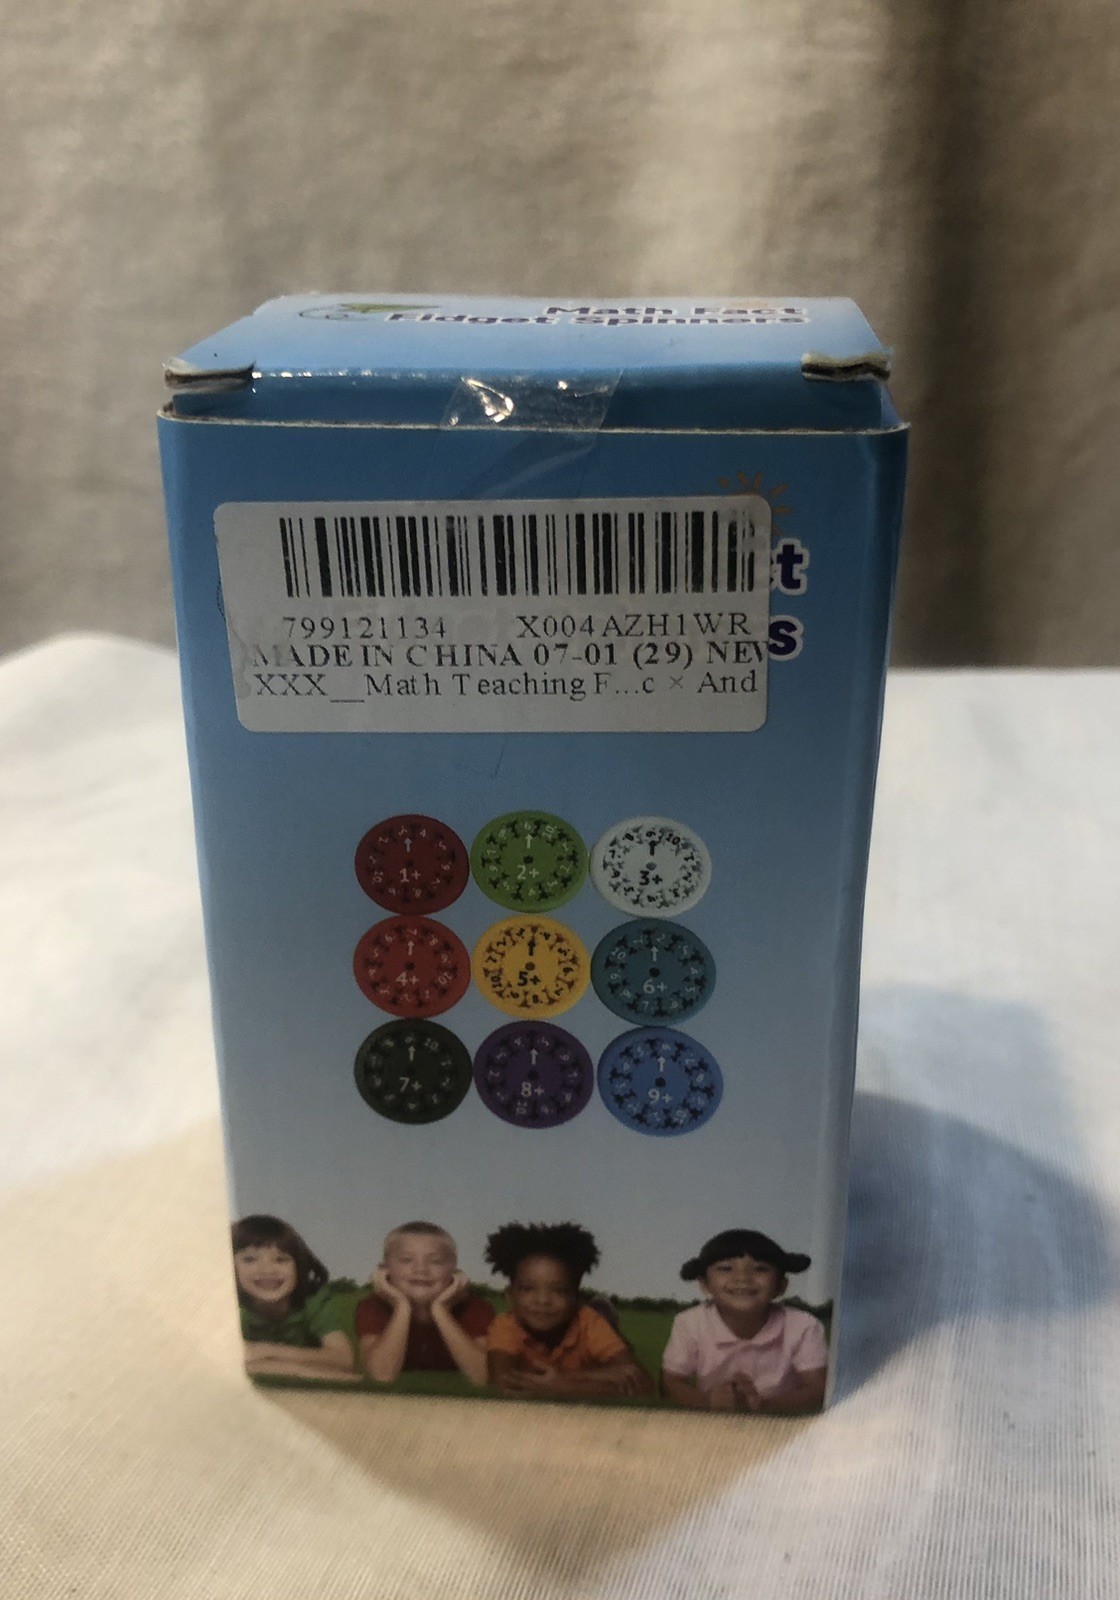 Math Fact
Fidget Spinners
t
s
799121134 X004AZH1WR
MADE IN CHINA 07-01 (29) NEW
XXX__Math Teaching F...c × And
1+ 2+ 3+
4+ 5+ 6+
7+ 8+ 9+